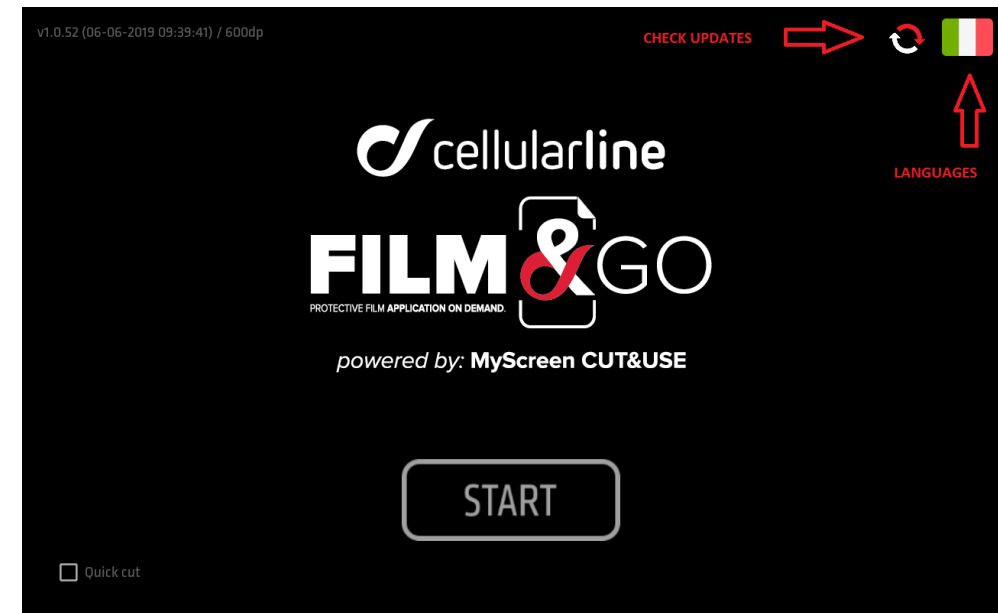 v1.0.52 (06-06-2019 09:39:41) / 600dp
CHECK UPDATES
LANGUAGES
cellularline
FILM & GO
PROTECTIVE FILM APPLICATION ON DEMAND.
powered by: MyScreen CUT&USE
START
Quick cut